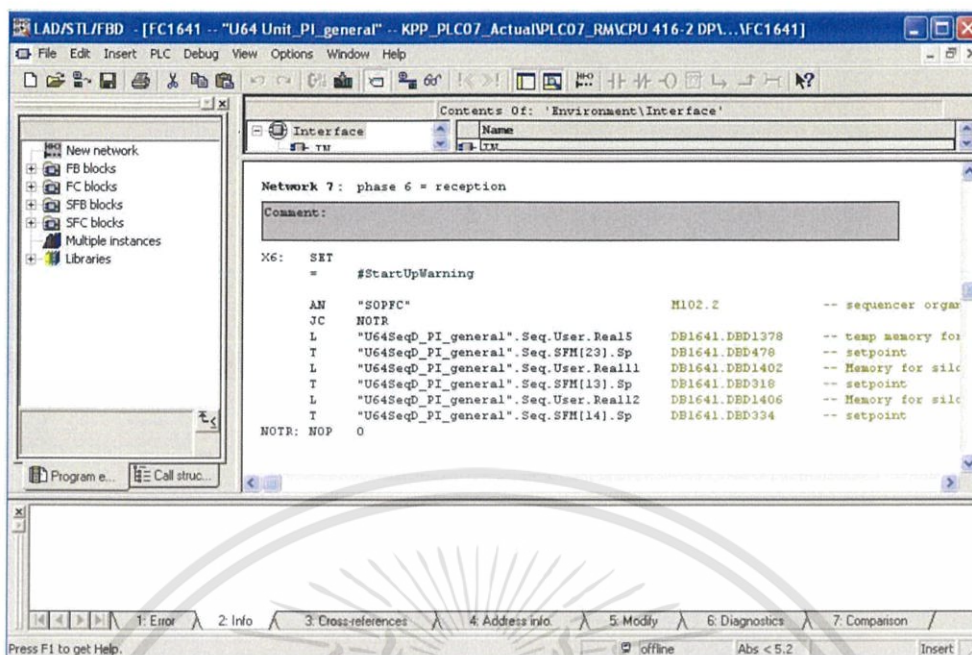 LAD/STL/FBD - [FC1641 -- "U64 Unit_PI_general" -- KPP_PLC07_Actual\PLC07_RM\CPU 416-2 DP\...\FC1641]
File Edit Insert PLC Debug View Options Window Help
Contents Of: 'Environment\Interface'
Interface
IN
Name
IN
New network
FB blocks
FC blocks
SFB blocks
SFC blocks
Multiple instances
Libraries
Program e... Call struc...
Network 7: phase 6 = reception
Comment:
X6: SET
= #StartUpWarning
AN "SOPFC" M102.2 -- sequencer organ
JC NOTR
L "U64SeqD_PI_general".Seq.User.Real5 DB1641.DBD1378 -- temp memory for
T "U64SeqD_PI_general".Seq.SFM[23].Sp DB1641.DBD478 -- setpoint
L "U64SeqD_PI_general".Seq.User.Real11 DB1641.DBD1402 -- Memory for silo
T "U64SeqD_PI_general".Seq.SFM[13].Sp DB1641.DBD318 -- setpoint
L "U64SeqD_PI_general".Seq.User.Real12 DB1641.DBD1406 -- Memory for silo
T "U64SeqD_PI_general".Seq.SFM[14].Sp DB1641.DBD334 -- setpoint
NOTR: NOP 0
1: Error 2: Info 3: Cross-references 4: Address info. 5: Modify 6: Diagnostics 7: Comparison
Press F1 to get Help. offline Abs < 5.2 Insert